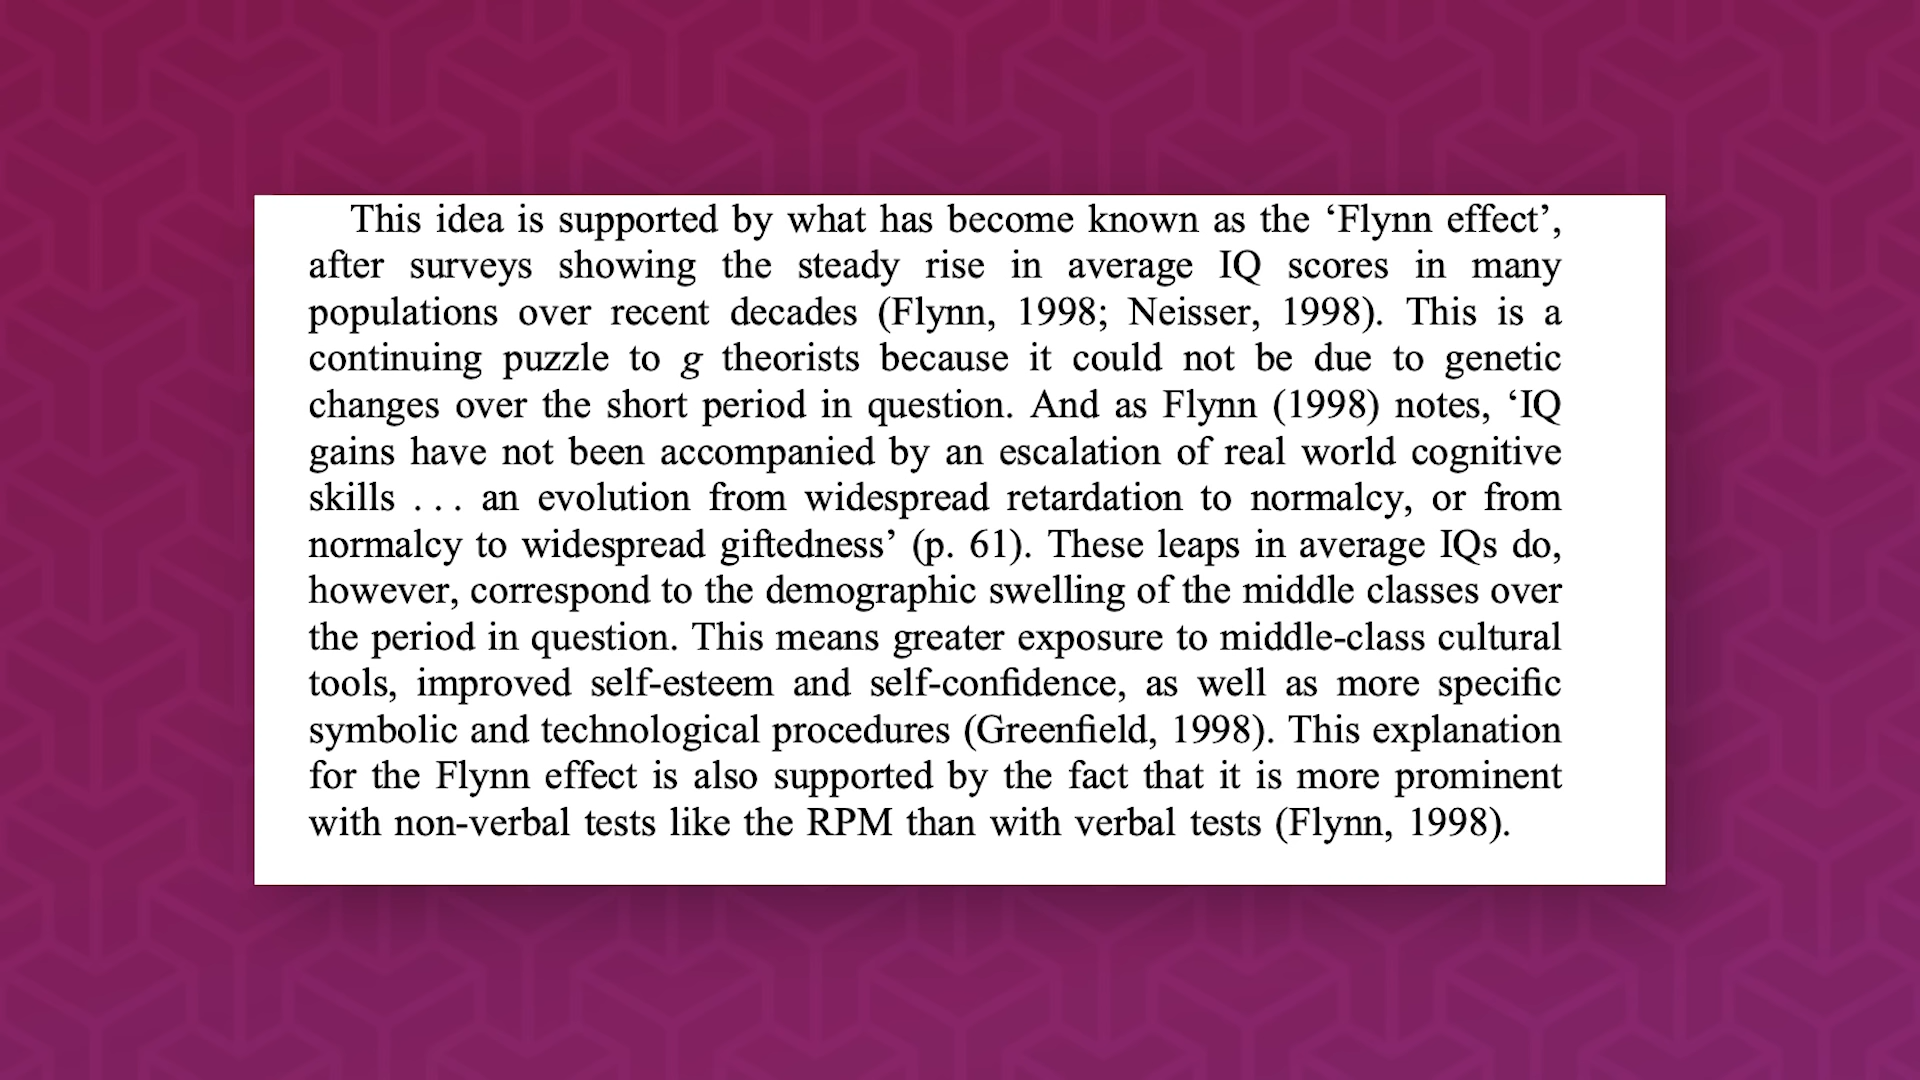 This idea is supported by what has become known as the ‘Flynn effect’,
after surveys showing the steady rise in average IQ scores in many
populations over recent decades (Flynn, 1998; Neisser, 1998). This is a
continuing puzzle to g theorists because it could not be due to genetic
changes over the short period in question. And as Flynn (1998) notes, ‘IQ
gains have not been accompanied by an escalation of real world cognitive
skills . . . an evolution from widespread retardation to normalcy, or from
normalcy to widespread giftedness’ (p. 61). These leaps in average IQs do,
however, correspond to the demographic swelling of the middle classes over
the period in question. This means greater exposure to middle-class cultural
tools, improved self-esteem and self-confidence, as well as more specific
symbolic and technological procedures (Greenfield, 1998). This explanation
for the Flynn effect is also supported by the fact that it is more prominent
with non-verbal tests like the RPM than with verbal tests (Flynn, 1998).